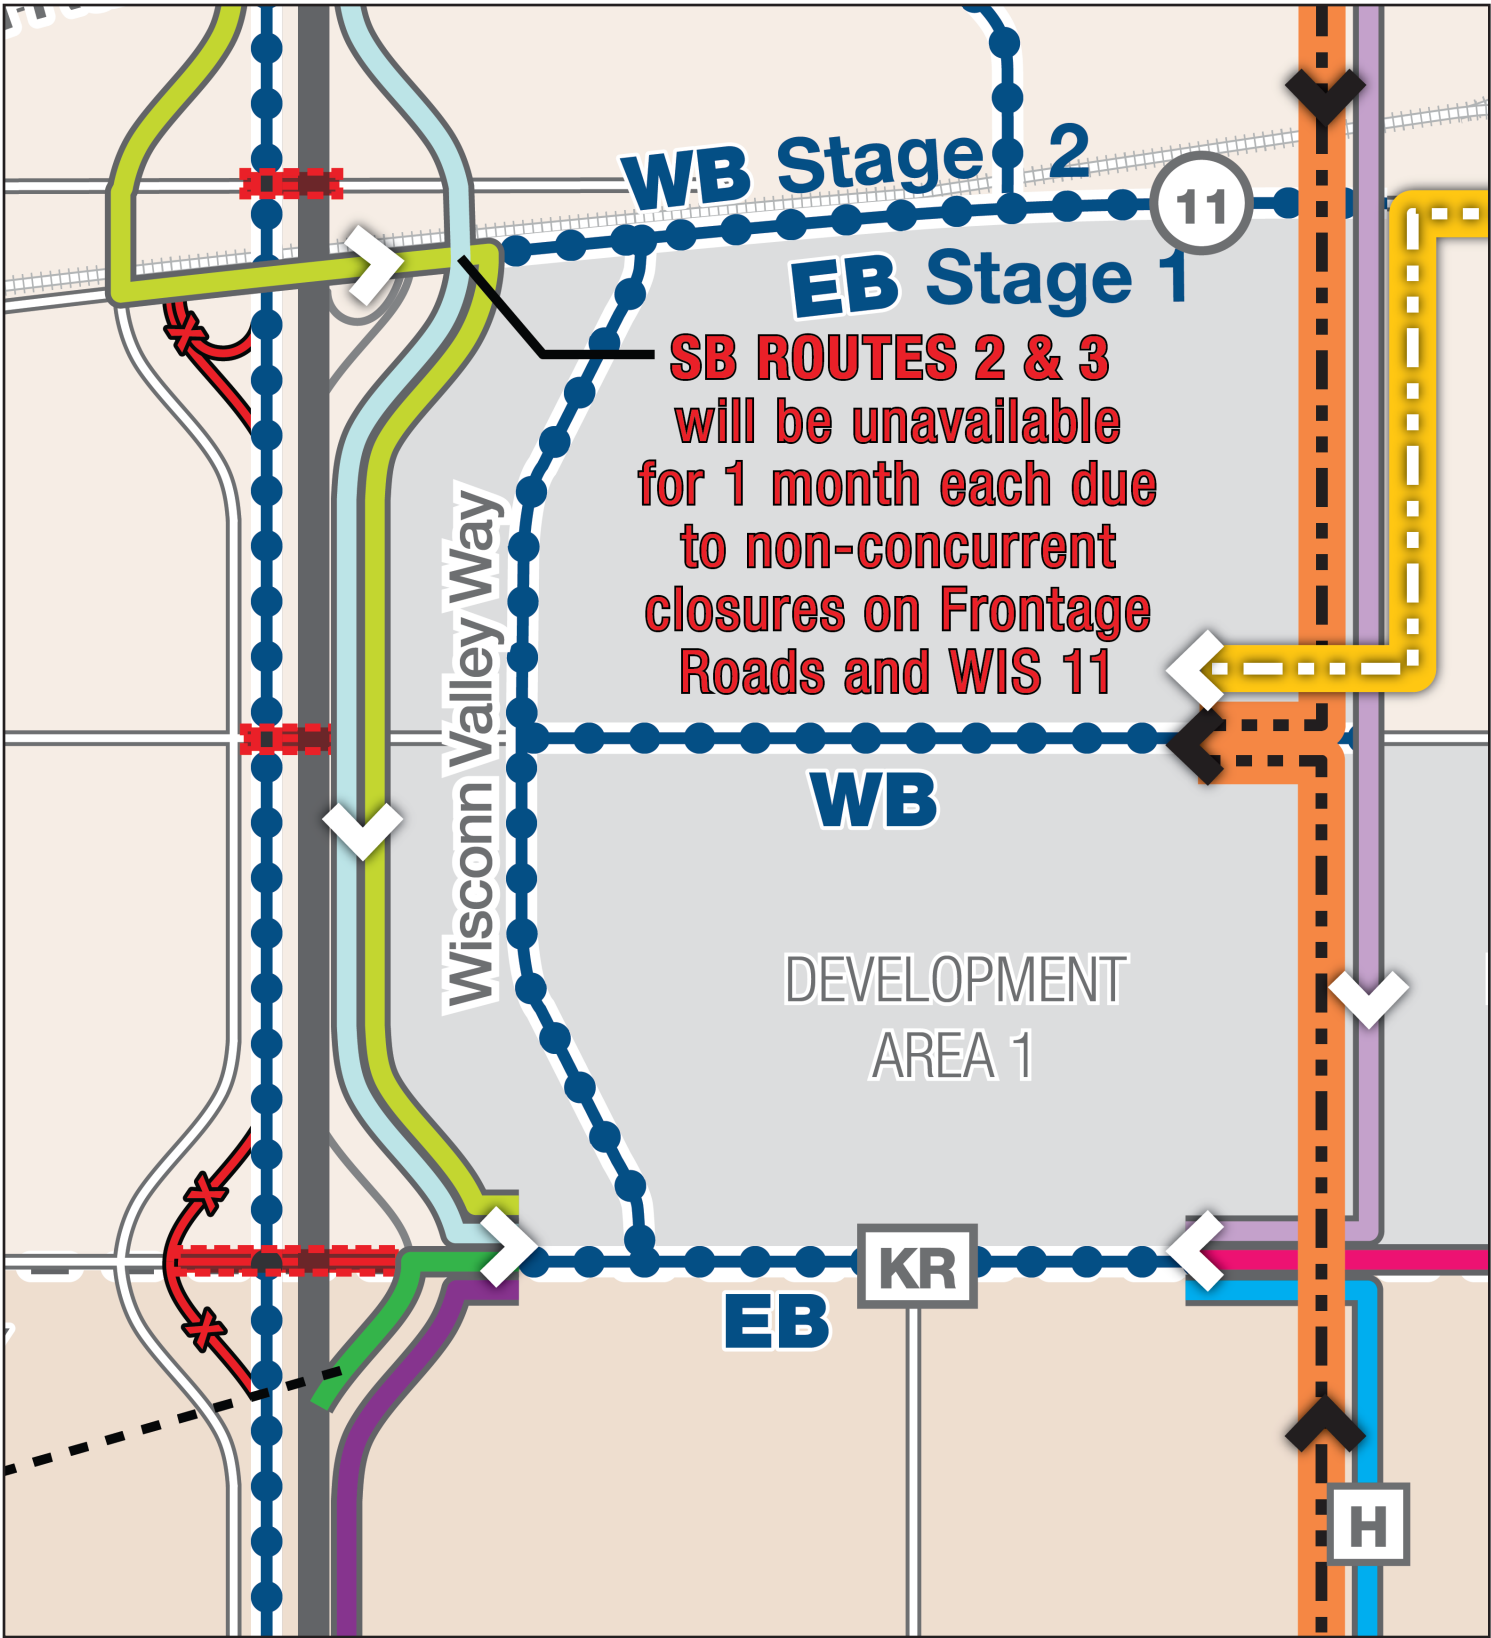 WB Stage 2
11
EB Stage 1
SB ROUTES 2 & 3
will be unavailable
for 1 month each due
to non-concurrent
closures on Frontage
Roads and WIS 11
Wisconn Valley Way
WB
DEVELOPMENT
AREA 1
KR
EB
H